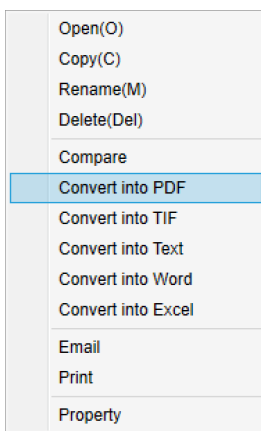 Open(O)
Copy(C)
Rename(M)
Delete(Del)
Compare
Convert into PDF
Convert into TIF
Convert into Text
Convert into Word
Convert into Excel
Email
Print
Property